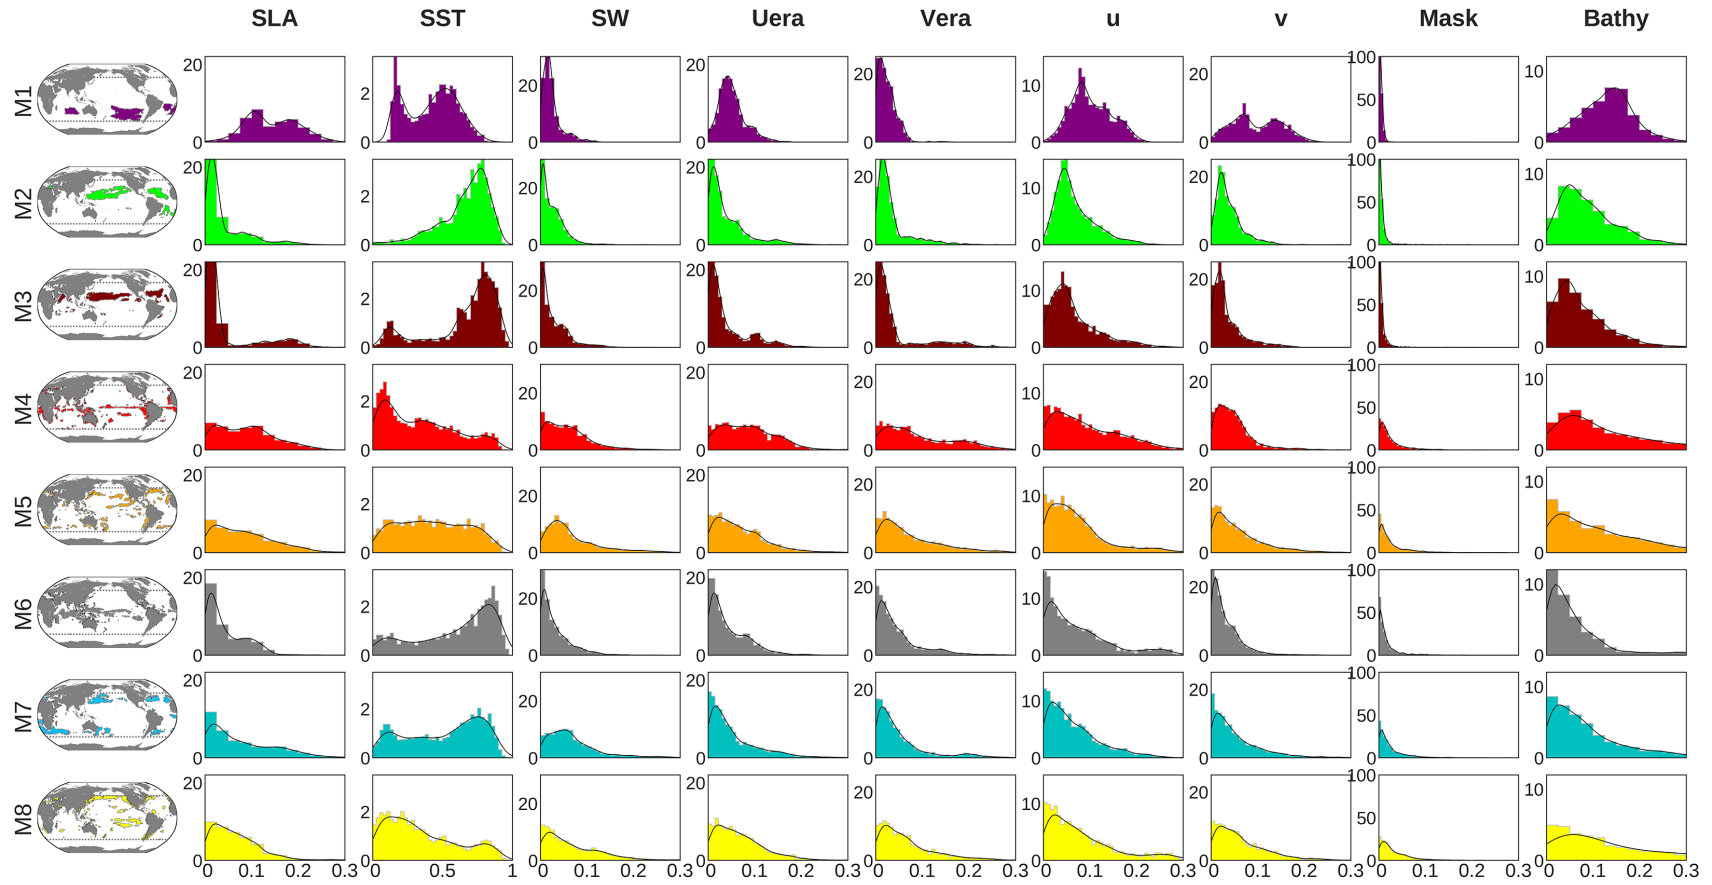 SLA SST SW Uera Vera u v Mask Bathy
M1 20 0 2 0 20 0 20 0 20 0 10 0 20 0 100 50 0 10 0
M2 20 0 2 0 20 0 20 0 20 0 10 0 20 0 100 50 0 10 0
M3 20 0 2 0 20 0 20 0 20 0 10 0 20 0 100 50 0 10 0
M4 20 0 2 0 20 0 20 0 20 0 10 0 20 0 100 50 0 10 0
M5 20 0 2 0 20 0 20 0 20 0 10 0 20 0 100 50 0 10 0
M6 20 0 2 0 20 0 20 0 20 0 10 0 20 0 100 50 0 10 0
M7 20 0 2 0 20 0 20 0 20 0 10 0 20 0 100 50 0 10 0
M8 20 0 2 0 20 0 20 0 20 0 10 0 20 0 100 50 0 10 0
0 0.1 0.2 0.3 0 0.5 1 0 0.1 0.2 0.3 0 0.1 0.2 0.3 0 0.1 0.2 0.3 0 0.1 0.2 0.3 0 0.1 0.2 0.3 0 0.1 0.2 0.3 0 0.1 0.2 0.3